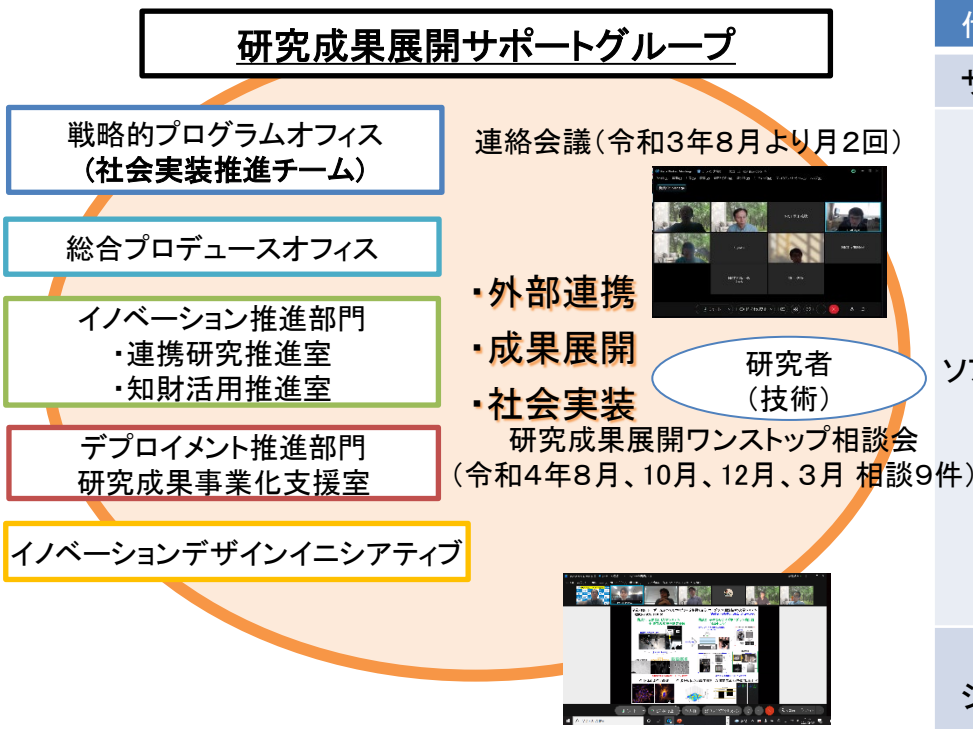 研究成果展開サポートグループ
戦略的プログラムオフィス
（社会実装推進チーム）
総合プロデュースオフィス
イノベーション推進部門
・連携研究推進室
・知財活用推進室
デプロイメント推進部門
研究成果事業化支援室
イノベーションデザインイニシアティブ
連絡会議（令和3年8月より月2回）
・外部連携
・成果展開
・社会実装
研究者
（技術）
研究成果展開ワンストップ相談会
（令和4年8月、10月、12月、3月 相談9件）